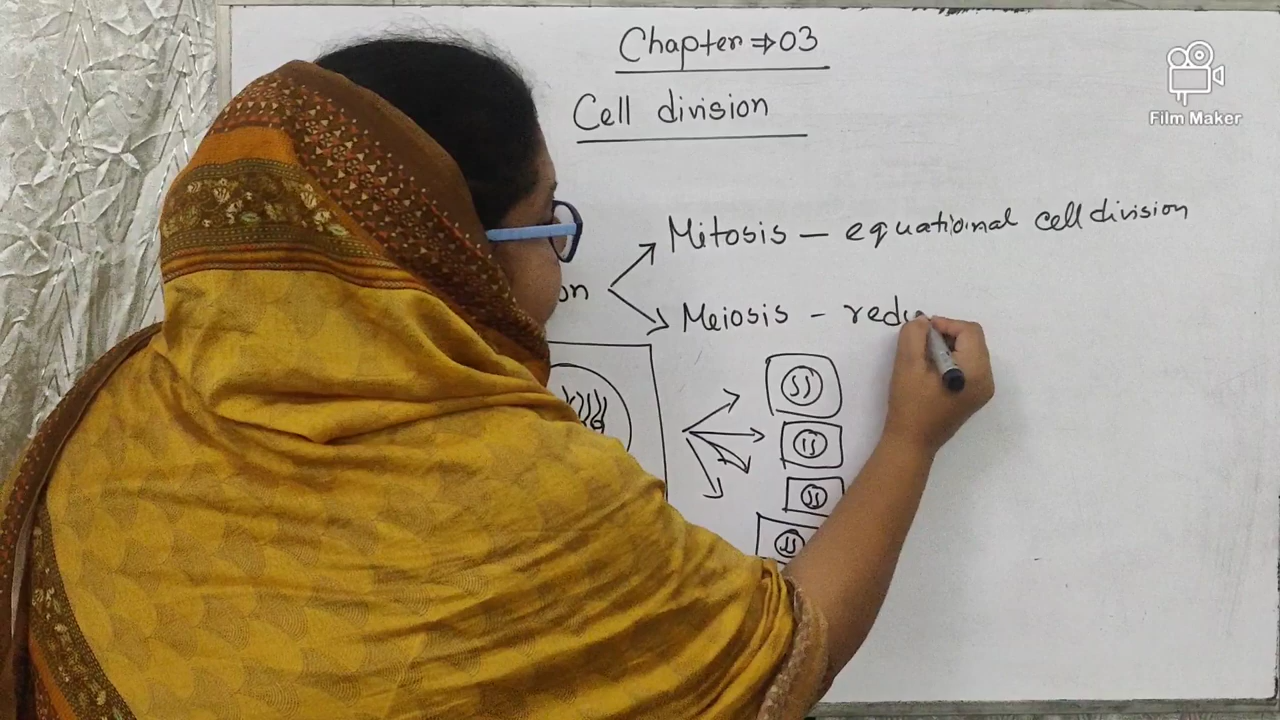 Chapter ⇒ 03
Cell division
Mitosis – equational cell division
on
Meiosis – redu
Film Maker